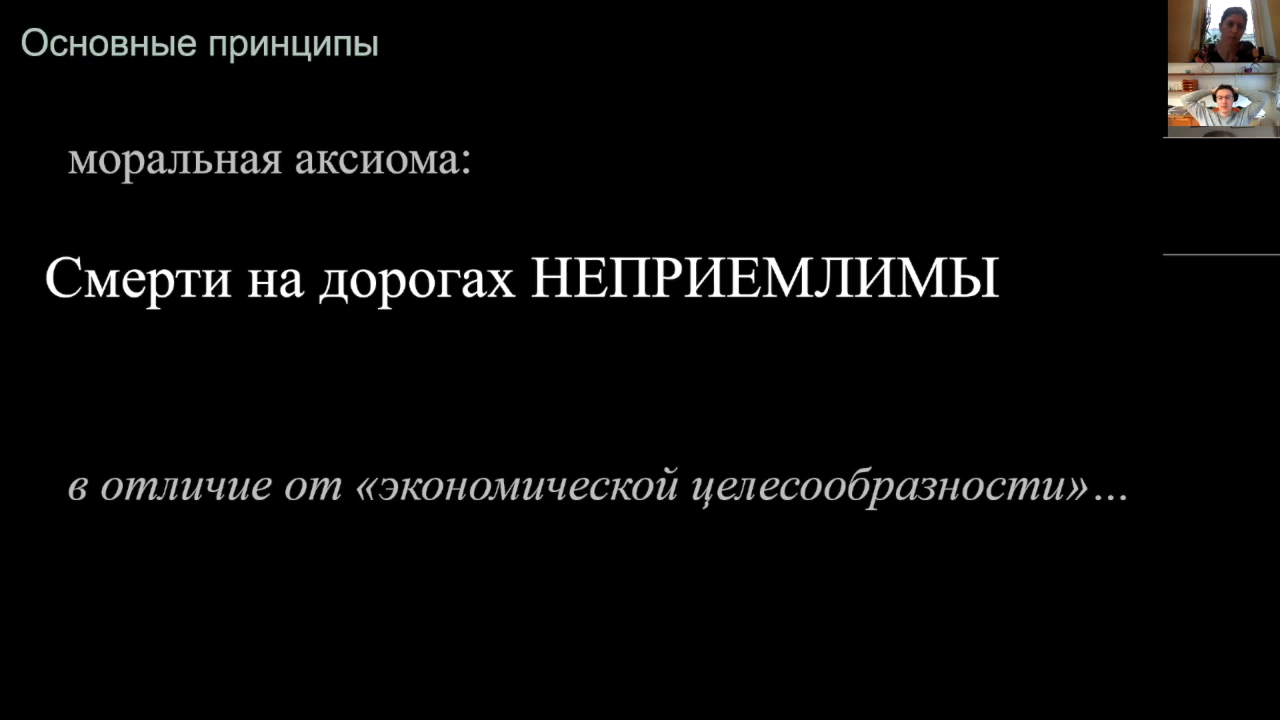 Основные принципы
моральная аксиома:
Смерти на дорогах НЕПРИЕМЛИМЫ
в отличие от «экономической целесообразности»...